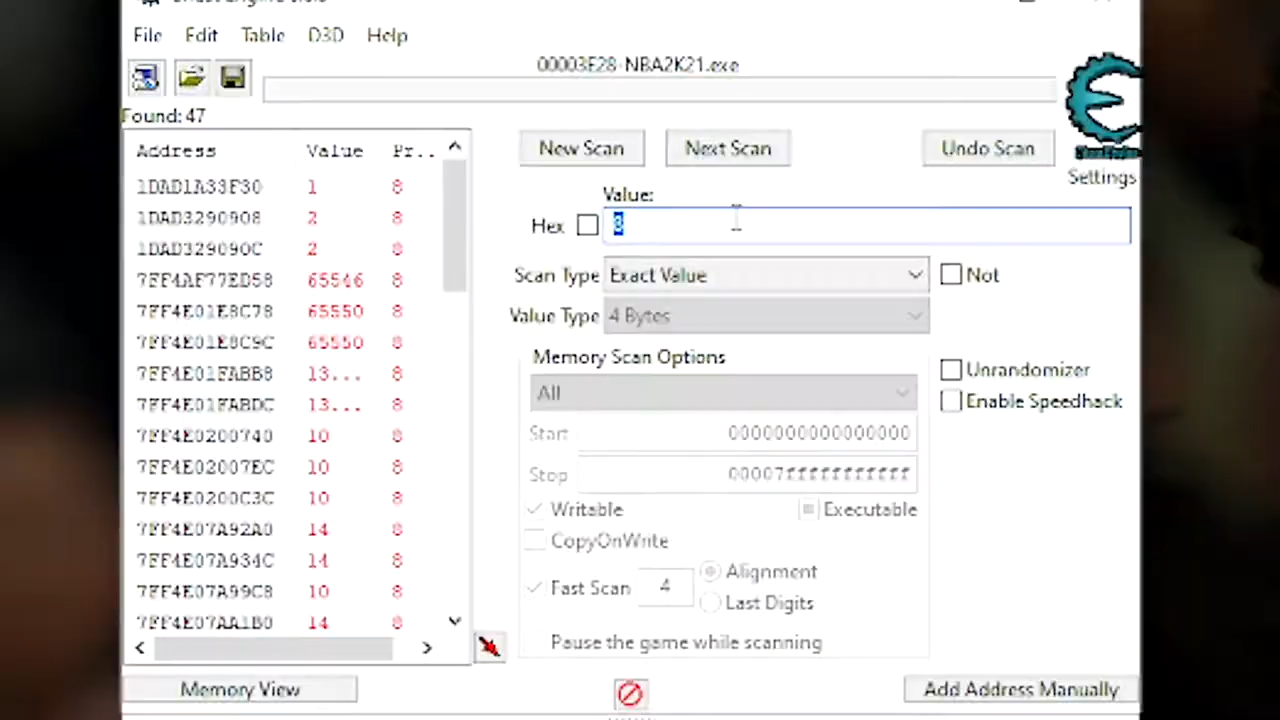 File Edit Table D3D Help
00003E28-NBA2K21.exe
Found: 47
Address Value Pr..
New Scan Next Scan Undo Scan
Settings
1DAD1A33F30 1 8
1DAD3290908 2 8
1DAD329090C 2 8
7FF4AF77ED58 65546 8
7FF4E01E8C78 65550 8
7FF4E01E8C9C 65550 8
7FF4E01FABB8 13... 8
7FF4E01FABDC 13... 8
7FF4E0200740 10 8
7FF4E02007EC 10 8
7FF4E0200C3C 10 8
7FF4E07A92A0 14 8
7FF4E07A934C 14 8
7FF4E07A99C8 10 8
7FF4E07AA1B0 14 8
Value:
Hex 8
Scan Type Exact Value Not
Value Type 4 Bytes
Memory Scan Options
All
Unrandomizer
Enable Speedhack
Start 0000000000000000
Stop 00007fffffffffff
Writable Executable
CopyOnWrite
Fast Scan 4 Alignment
Last Digits
Pause the game while scanning
Memory View Add Address Manually